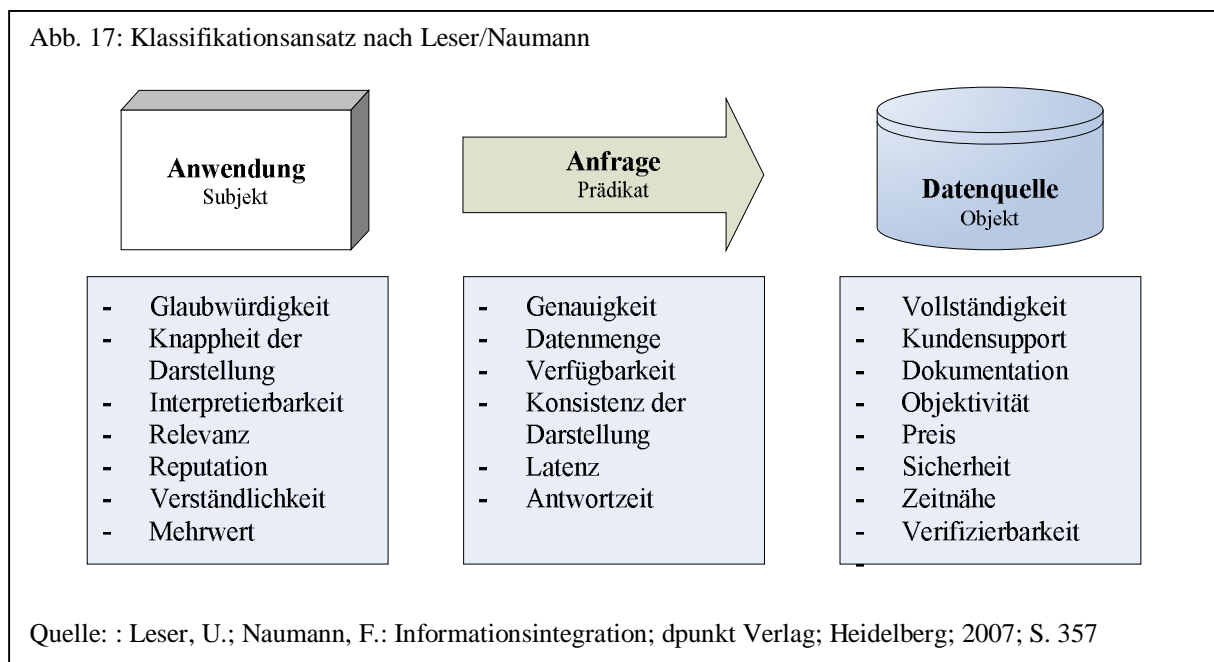 Abb. 17: Klassifikationsansatz nach Leser/Naumann
Anwendung
Subjekt
Anfrage
Prädikat
Datenquelle
Objekt
- Glaubwürdigkeit
- Knappheit der
Darstellung
- Interpretierbarkeit
- Relevanz
- Reputation
- Verständlichkeit
- Mehrwert
- Genauigkeit
- Datenmenge
- Verfügbarkeit
- Konsistenz der
Darstellung
- Latenz
- Antwortzeit
- Vollständigkeit
- Kundensupport
- Dokumentation
- Objektivität
- Preis
- Sicherheit
- Zeitnähe
- Verifizierbarkeit
-
Quelle: : Leser, U.; Naumann, F.: Informationsintegration; dpunkt Verlag; Heidelberg; 2007; S. 357